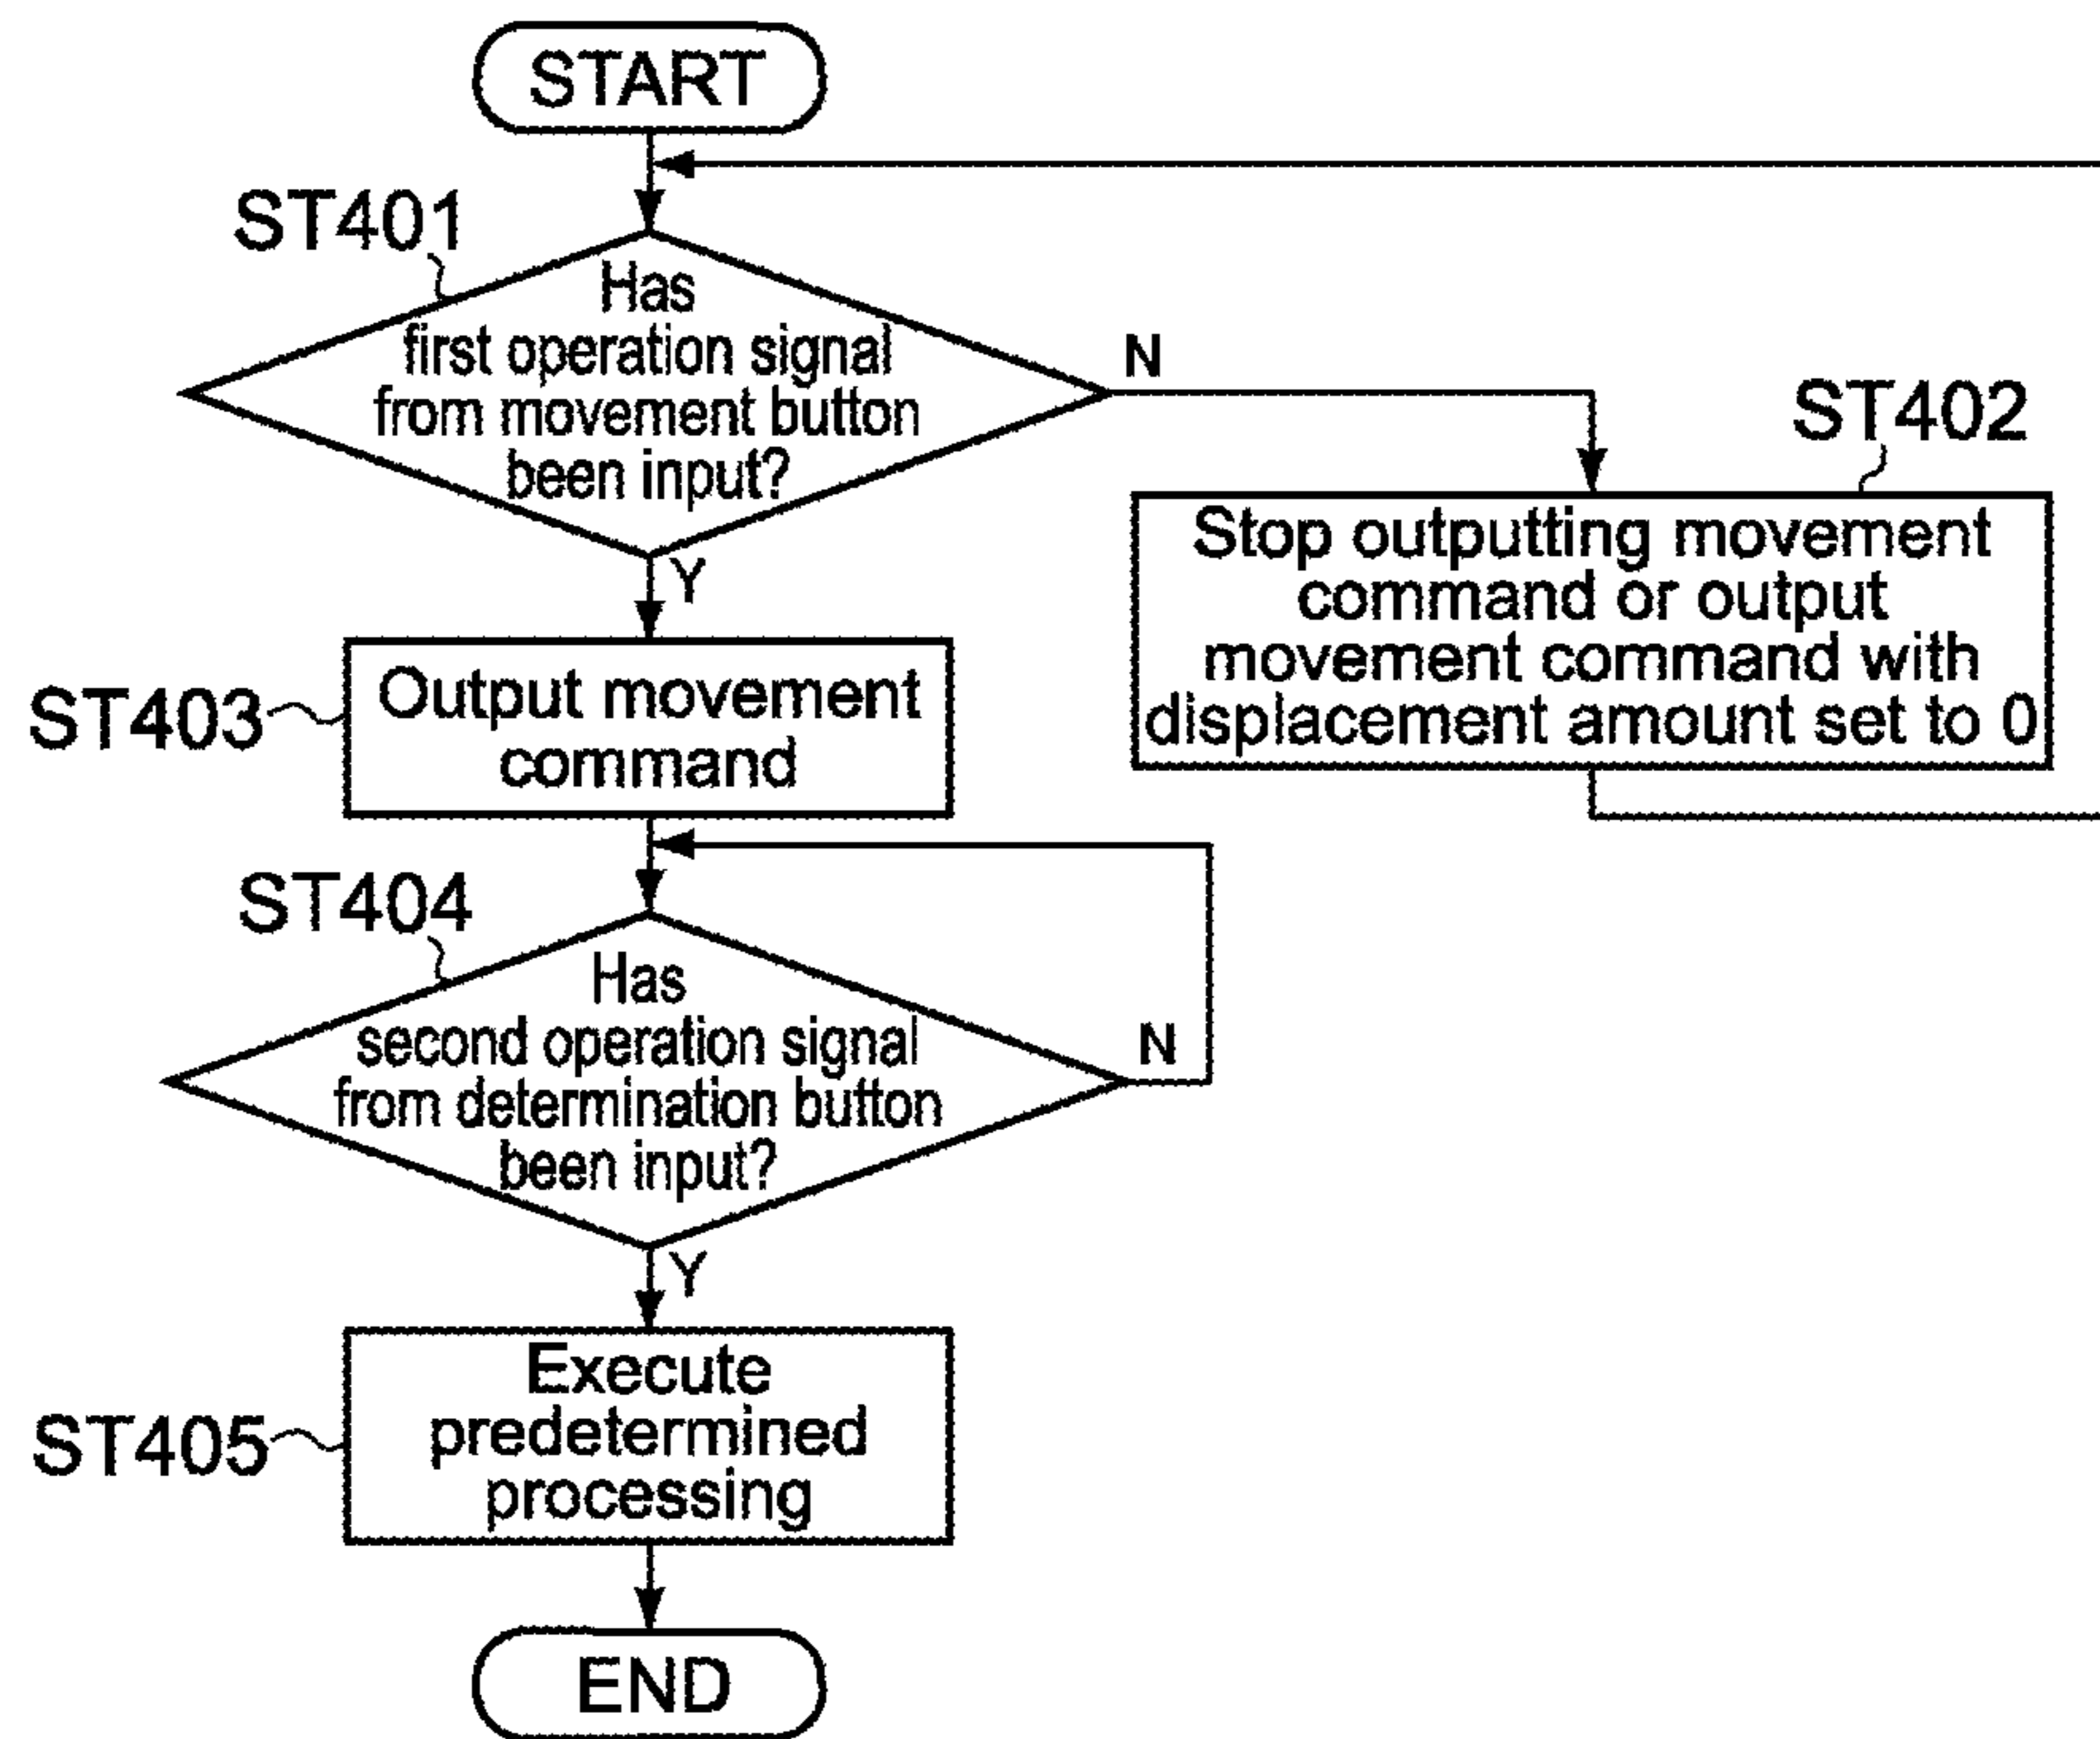 START
ST401
Has
first operation signal
from movement button
been input?
N
ST402
Stop outputting movement
command or output
movement command with
displacement amount set to 0
Y
ST403
Output movement
command
ST404
Has
second operation signal
from determination button
been input?
N
Y
ST405
Execute
predetermined
processing
END